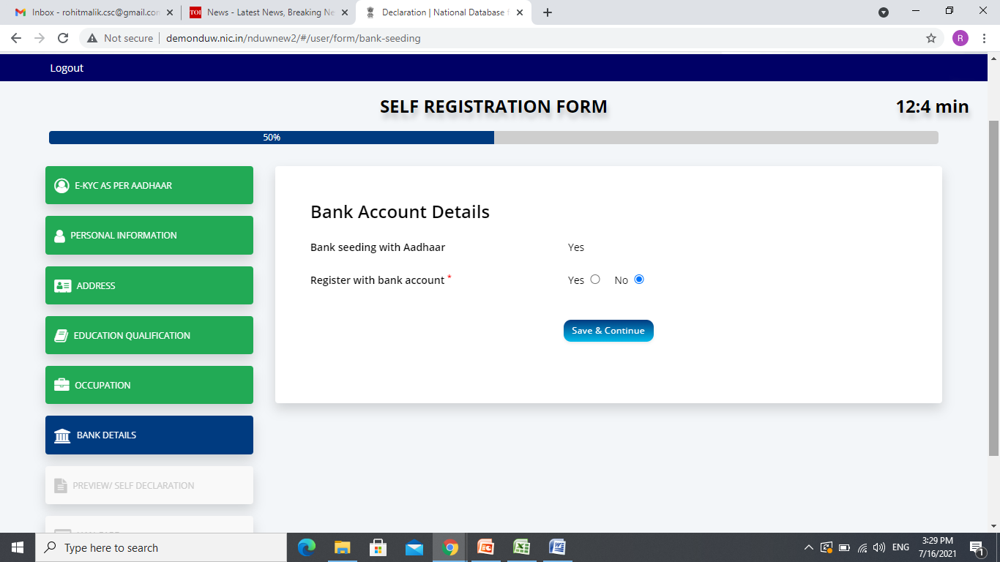 Inbox - rohitmalik.csc@gmail.con
News - Latest News, Breaking Ne
Declaration | National Database f
Not secure
demonduw.nic.in/nduwnew2/#/user/form/bank-seeding
R
Logout
SELF REGISTRATION FORM
12:4 min
50%
E-KYC AS PER AADHAAR
PERSONAL INFORMATION
ADDRESS
EDUCATION QUALIFICATION
OCCUPATION
BANK DETAILS
PREVIEW/ SELF DECLARATION
Bank Account Details
Bank seeding with Aadhaar Yes
Register with bank account * Yes No
Save & Continue
Type here to search
ENG
3:29 PM
7/16/2021
1